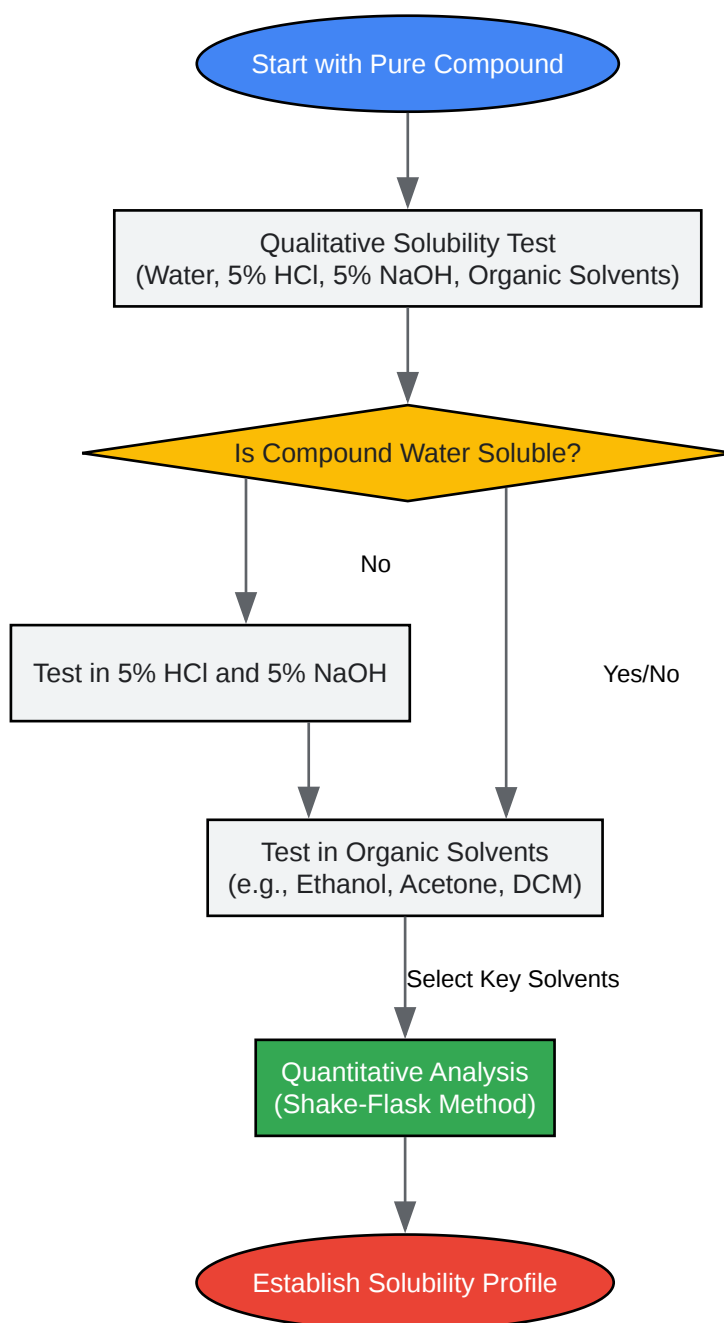 Start with Pure Compound
Qualitative Solubility Test
(Water, 5% HCl, 5% NaOH, Organic Solvents)
Is Compound Water Soluble?
No
Test in 5% HCl and 5% NaOH
Yes/No
Test in Organic Solvents
(e.g., Ethanol, Acetone, DCM)
Select Key Solvents
Quantitative Analysis
(Shake-Flask Method)
Establish Solubility Profile